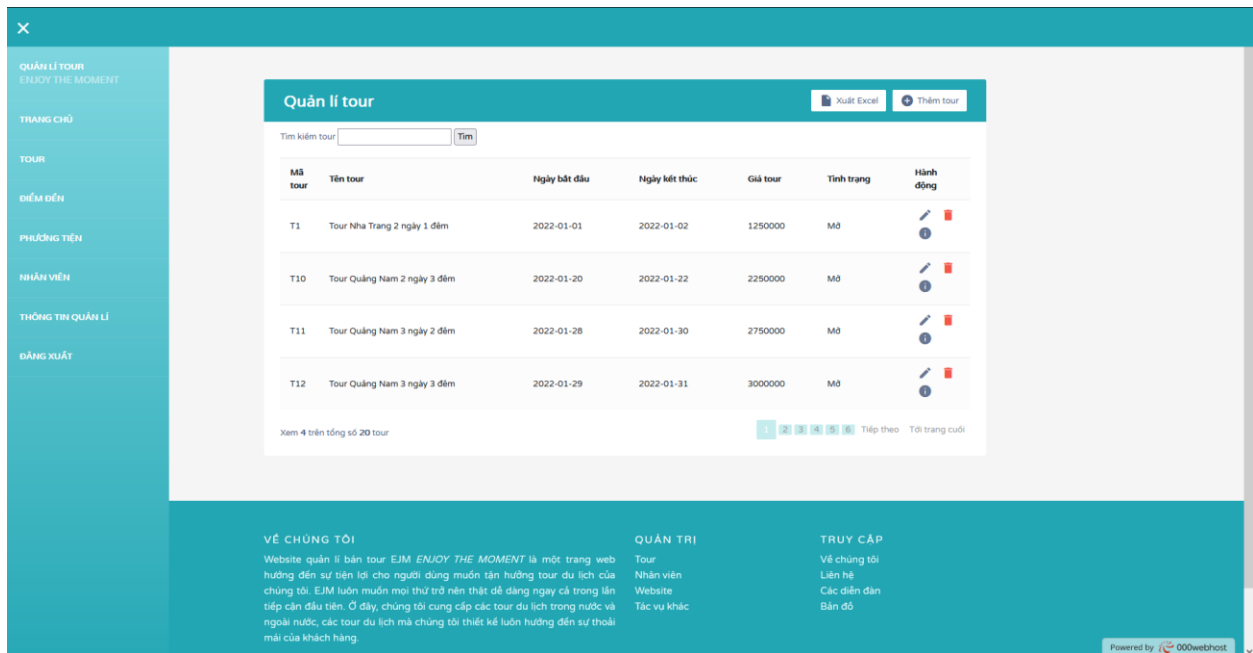 ×
QUẢN LÍ TOUR
ENJOY THE MOMENT
TRANG CHỦ
TOUR
ĐIỂM ĐẾN
PHƯƠNG TIỆN
NHÂN VIÊN
THÔNG TIN QUẢN LÍ
ĐĂNG XUẤT
Quản lí tour
Xuất Excel
Thêm tour
Tìm kiếm tour
Tìm
Mã tour Tên tour Ngày bắt đầu Ngày kết thúc Giá tour Tình trạng Hành động
T1 Tour Nha Trang 2 ngày 1 đêm 2022-01-01 2022-01-02 1250000 Mở
T10 Tour Quảng Nam 2 ngày 3 đêm 2022-01-20 2022-01-22 2250000 Mở
T11 Tour Quảng Nam 3 ngày 2 đêm 2022-01-28 2022-01-30 2750000 Mở
T12 Tour Quảng Nam 3 ngày 3 đêm 2022-01-29 2022-01-31 3000000 Mở
Xem 4 trên tổng số 20 tour
1 2 3 4 5 6 Tiếp theo Tới trang cuối
VỀ CHÚNG TÔI
Website quản lí bán tour EJM ENJOY THE MOMENT là một trang web
hướng đến sự tiện lợi cho người dùng muốn tận hưởng tour du lịch của
chúng tôi. EJM luôn muốn mọi thứ trở nên thật dễ dàng ngay cả trong lần
tiếp cận đầu tiên. Ở đây, chúng tôi cung cấp các tour du lịch trong nước và
ngoài nước, các tour du lịch mà chúng tôi thiết kế luôn hướng đến sự thoải
mái của khách hàng.
QUẢN TRỊ
Tour
Nhân viên
Website
Tác vụ khác
TRUY CẬP
Về chúng tôi
Liên hệ
Các diễn đàn
Bản đồ
Powered by 000webhost